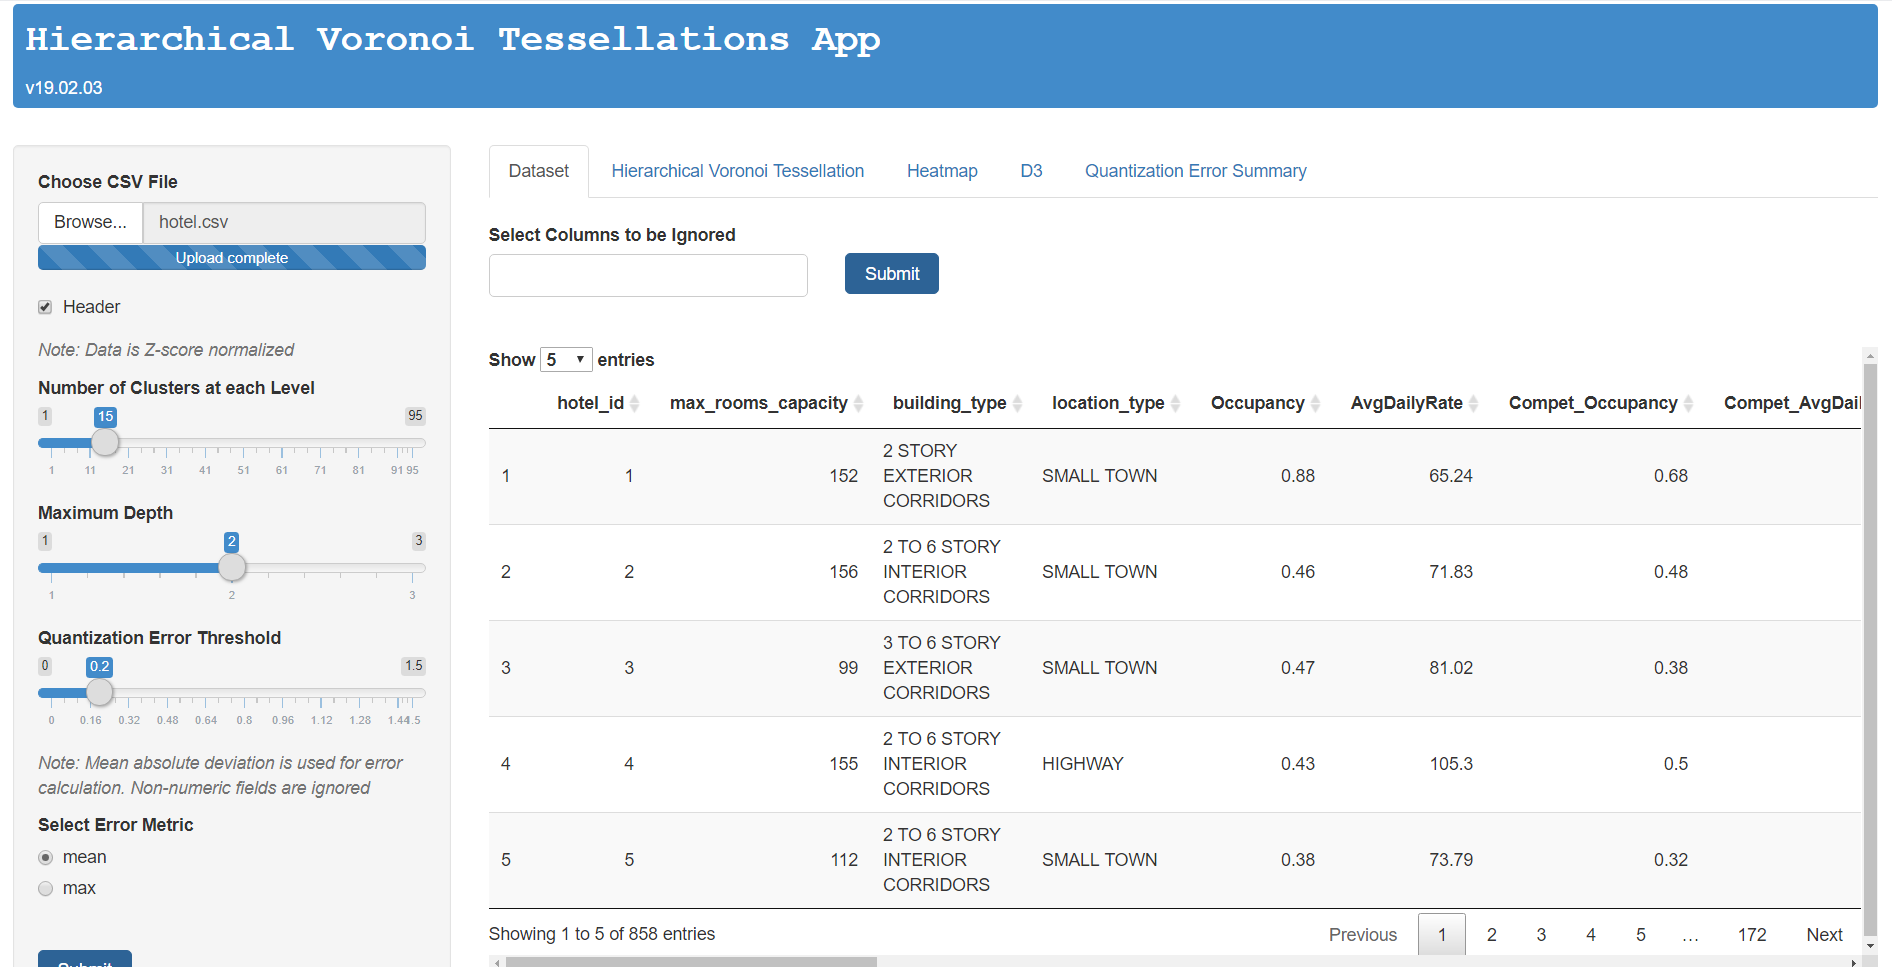 Hierarchical Voronoi Tessellations App
v19.02.03
Choose CSV File
Browse... hotel.csv
Upload complete
Header
Note: Data is Z-score normalized
Number of Clusters at each Level
1 15 95
1 11 21 31 41 51 61 71 81 91 95
Maximum Depth
1 2 3
1 2 3
Quantization Error Threshold
0 0.2 1.5
0 0.16 0.32 0.48 0.64 0.8 0.96 1.12 1.28 1.44 1.5
Note: Mean absolute deviation is used for error
calculation. Non-numeric fields are ignored
Select Error Metric
mean
max
Submit
Dataset Hierarchical Voronoi Tessellation Heatmap D3 Quantization Error Summary
Select Columns to be Ignored
Submit
Show 5 entries
hotel_id max_rooms_capacity building_type location_type Occupancy AvgDailyRate Compet_Occupancy Compet_AvgDail
2 STORY
1 1 152 EXTERIOR SMALL TOWN 0.88 65.24 0.68
CORRIDORS
2 TO 6 STORY
2 2 156 INTERIOR SMALL TOWN 0.46 71.83 0.48
CORRIDORS
3 TO 6 STORY
3 3 99 EXTERIOR SMALL TOWN 0.47 81.02 0.38
CORRIDORS
2 TO 6 STORY
4 4 155 INTERIOR HIGHWAY 0.43 105.3 0.5
CORRIDORS
2 TO 6 STORY
5 5 112 INTERIOR SMALL TOWN 0.38 73.79 0.32
CORRIDORS
Showing 1 to 5 of 858 entries
Previous 1 2 3 4 5 … 172 Next